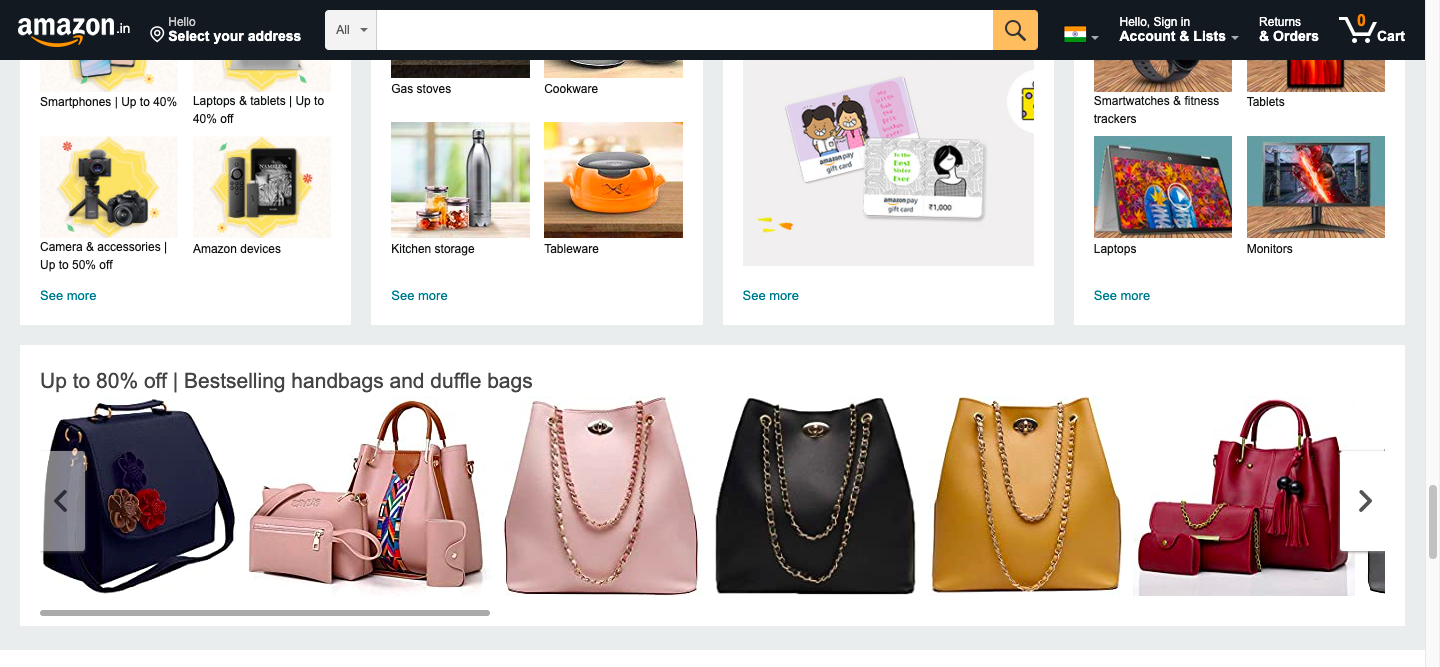 amazon.in
Hello
Select your address
All
Hello, Sign in
Account & Lists
Returns
& Orders
0
Cart
Smartphones | Up to 40%
Laptops & tablets | Up to
40% off
Gas stoves
Cookware
Smartwatches & fitness
trackers
Tablets
NAMELESS
amazon pay
gift card
To the
Best
Sister
Ever
amazon pay
gift card
₹1,000
Camera & accessories |
Up to 50% off
Amazon devices
Kitchen storage
Tableware
Laptops
Monitors
See more
See more
See more
See more
Up to 80% off | Bestselling handbags and duffle bags